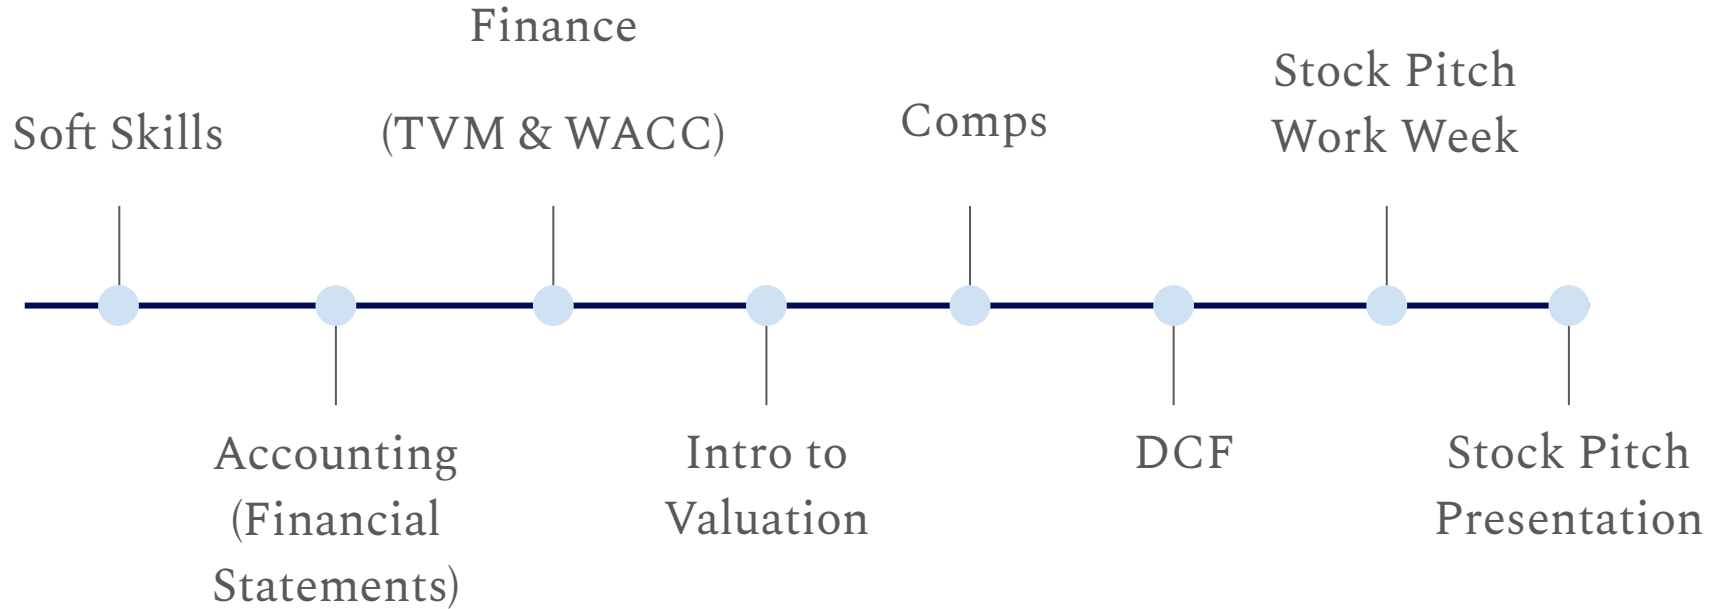 Soft Skills
Accounting
(Financial
Statements)
Finance
(TVM & WACC)
Intro to
Valuation
Comps
DCF
Stock Pitch
Work Week
Stock Pitch
Presentation